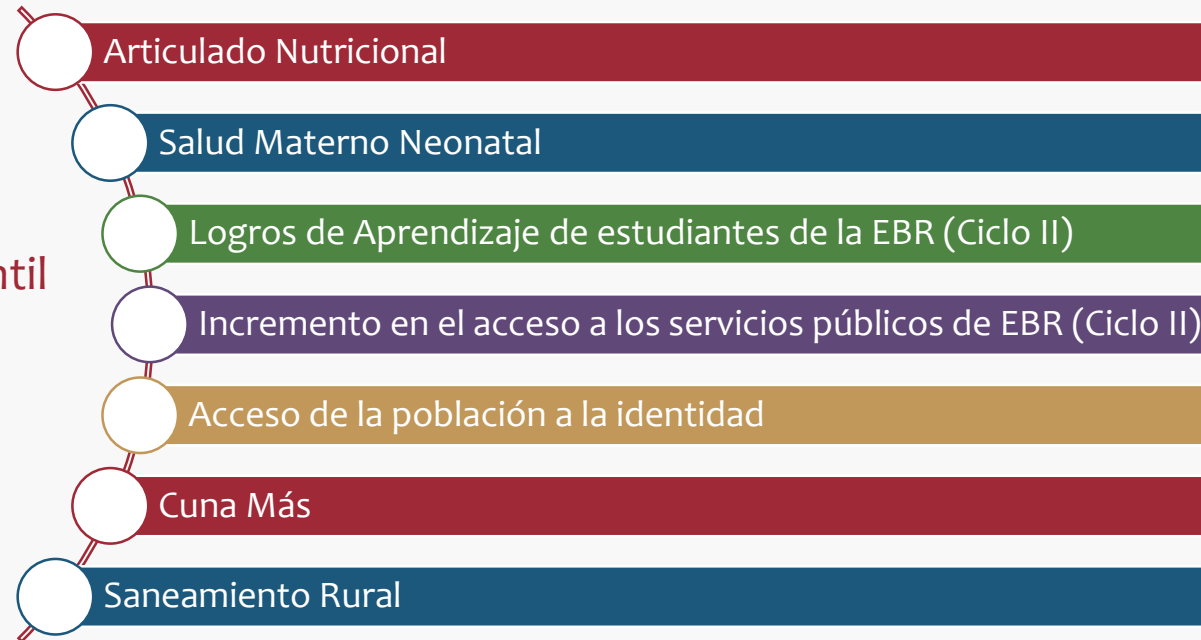 Articulado Nutricional
Salud Materno Neonatal
Logros de Aprendizaje de estudiantes de la EBR (Ciclo II)
Incremento en el acceso a los servicios públicos de EBR (Ciclo II)
Acceso de la población a la identidad
Cuna Más
Saneamiento Rural